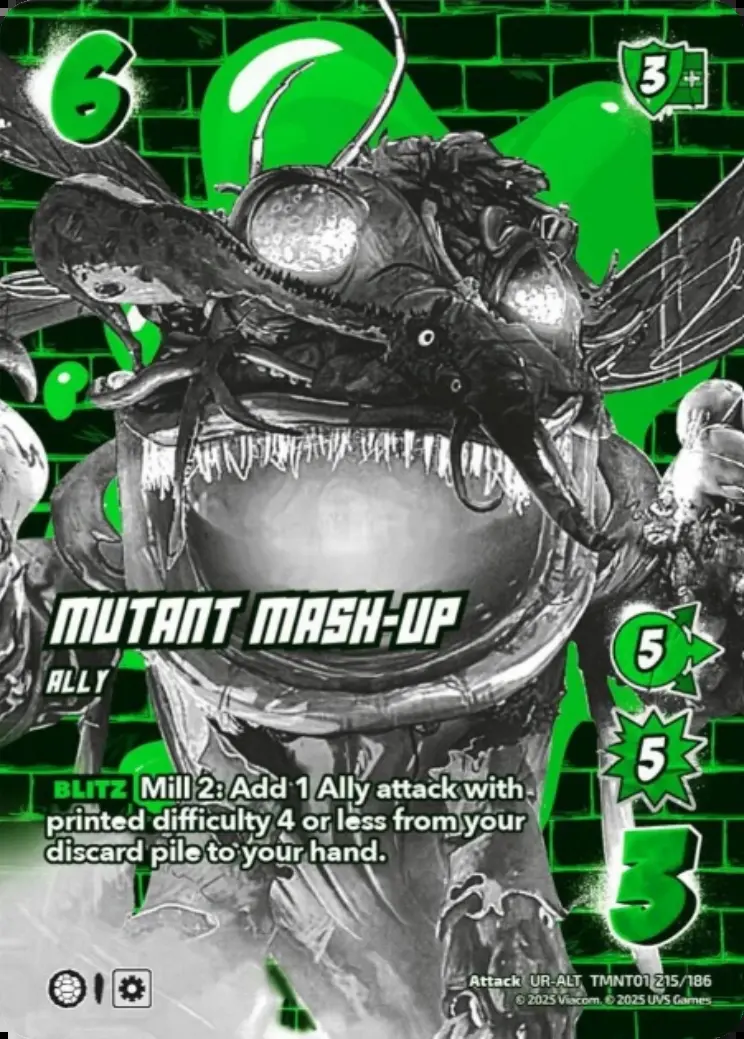 6
3 +
MUTANT MASH-UP
5
ALLY
5
BLITZ Mill 2: Add 1 Ally attack with
printed difficulty 4 or less from your
discard pile to your hand.
3
Attack UR-ALT TMNT01 215/186
© 2025 Viacom. © 2025 UVS Games